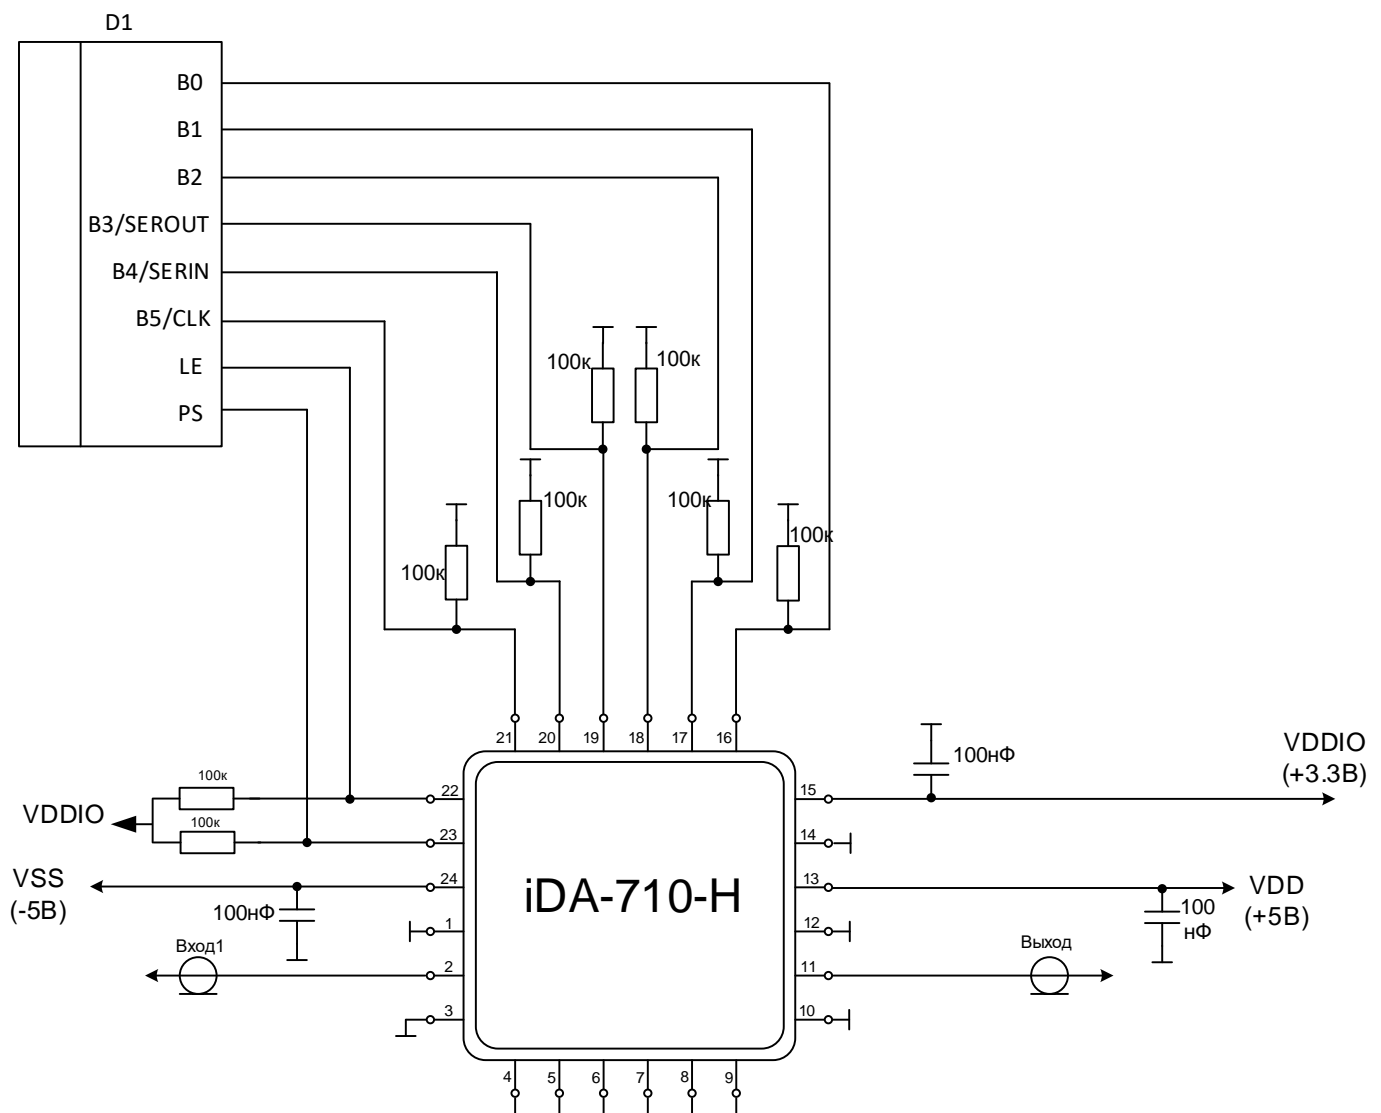 D1
B0
B1
B2
B3/SEROUT
B4/SERIN
B5/CLK
LE
PS
100к
100к
100к
100к
100к
100к
21
20
19
18
17
16
100к
100к
VDDIO
VSS
(-5В)
100нФ
Вход1
22
23
24
1
2
3
iDA-710-H
15
14
13
12
11
10
100нФ
VDDIO
(+3.3В)
VDD
(+5В)
100
нФ
Выход
4
5
6
7
8
9